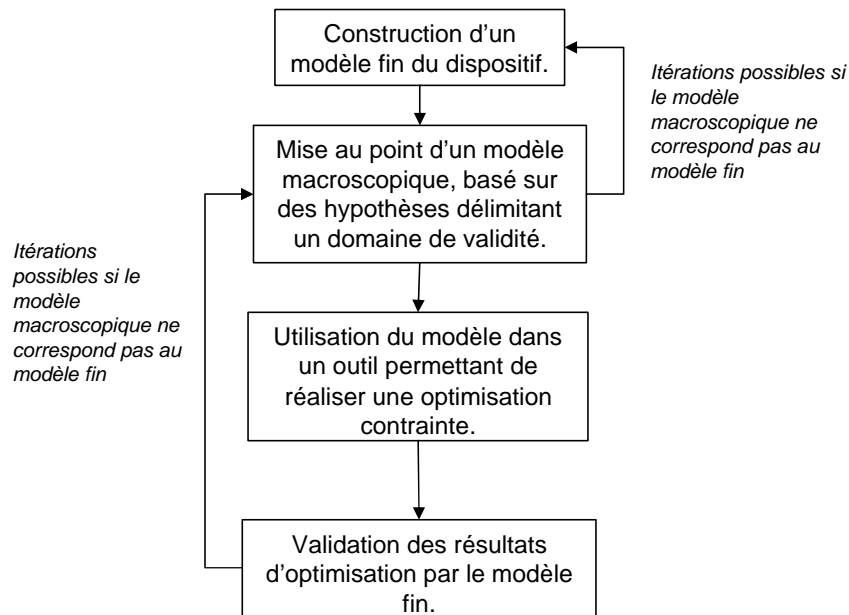 Construction d'un
modèle fin du dispositif.
Itérations possibles si
le modèle
macroscopique ne
correspond pas au
modèle fin
Mise au point d'un modèle
macroscopique, basé sur
des hypothèses délimitant
un domaine de validité.
Itérations
possibles si le
modèle
macroscopique ne
correspond pas au
modèle fin
Utilisation du modèle dans
un outil permettant de
réaliser une optimisation
contrainte.
Validation des résultats
d'optimisation par le modèle
fin.